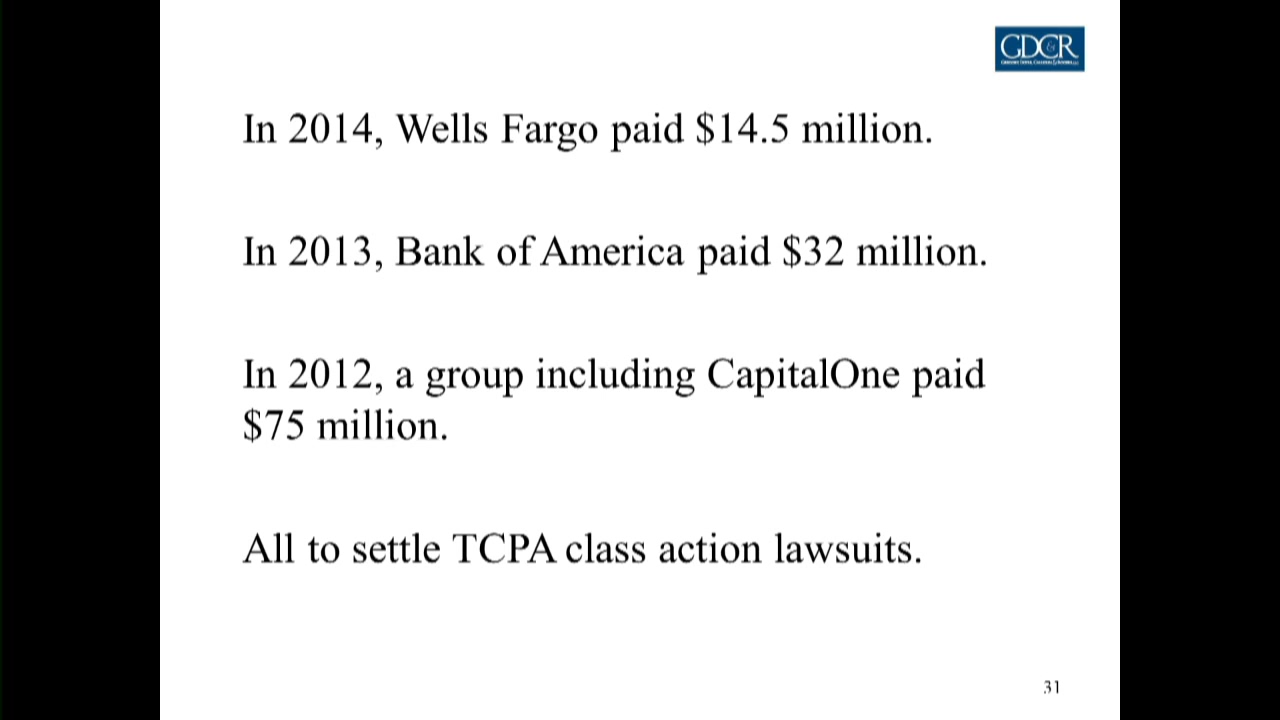 GDC&R
In 2014, Wells Fargo paid $14.5 million.
In 2013, Bank of America paid $32 million.
In 2012, a group including CapitalOne paid
$75 million.
All to settle TCPA class action lawsuits.
31